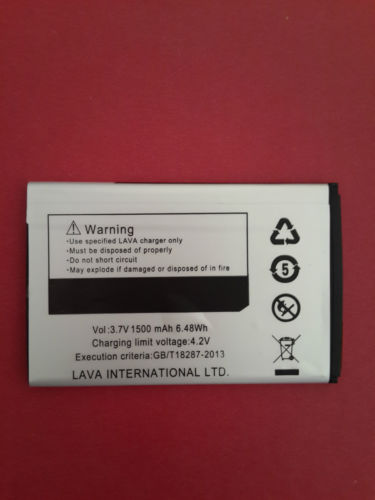 Warning
·Use specified LAVA charger only
·Must be disposed of properly
·Do not short circuit
·May explode if damaged or disposed of in fire
Vol:3.7V 1500 mAh 6.48Wh
Charging limit voltage:4.2V
Execution criteria:GB/T18287-2013
LAVA INTERNATIONAL LTD.
5